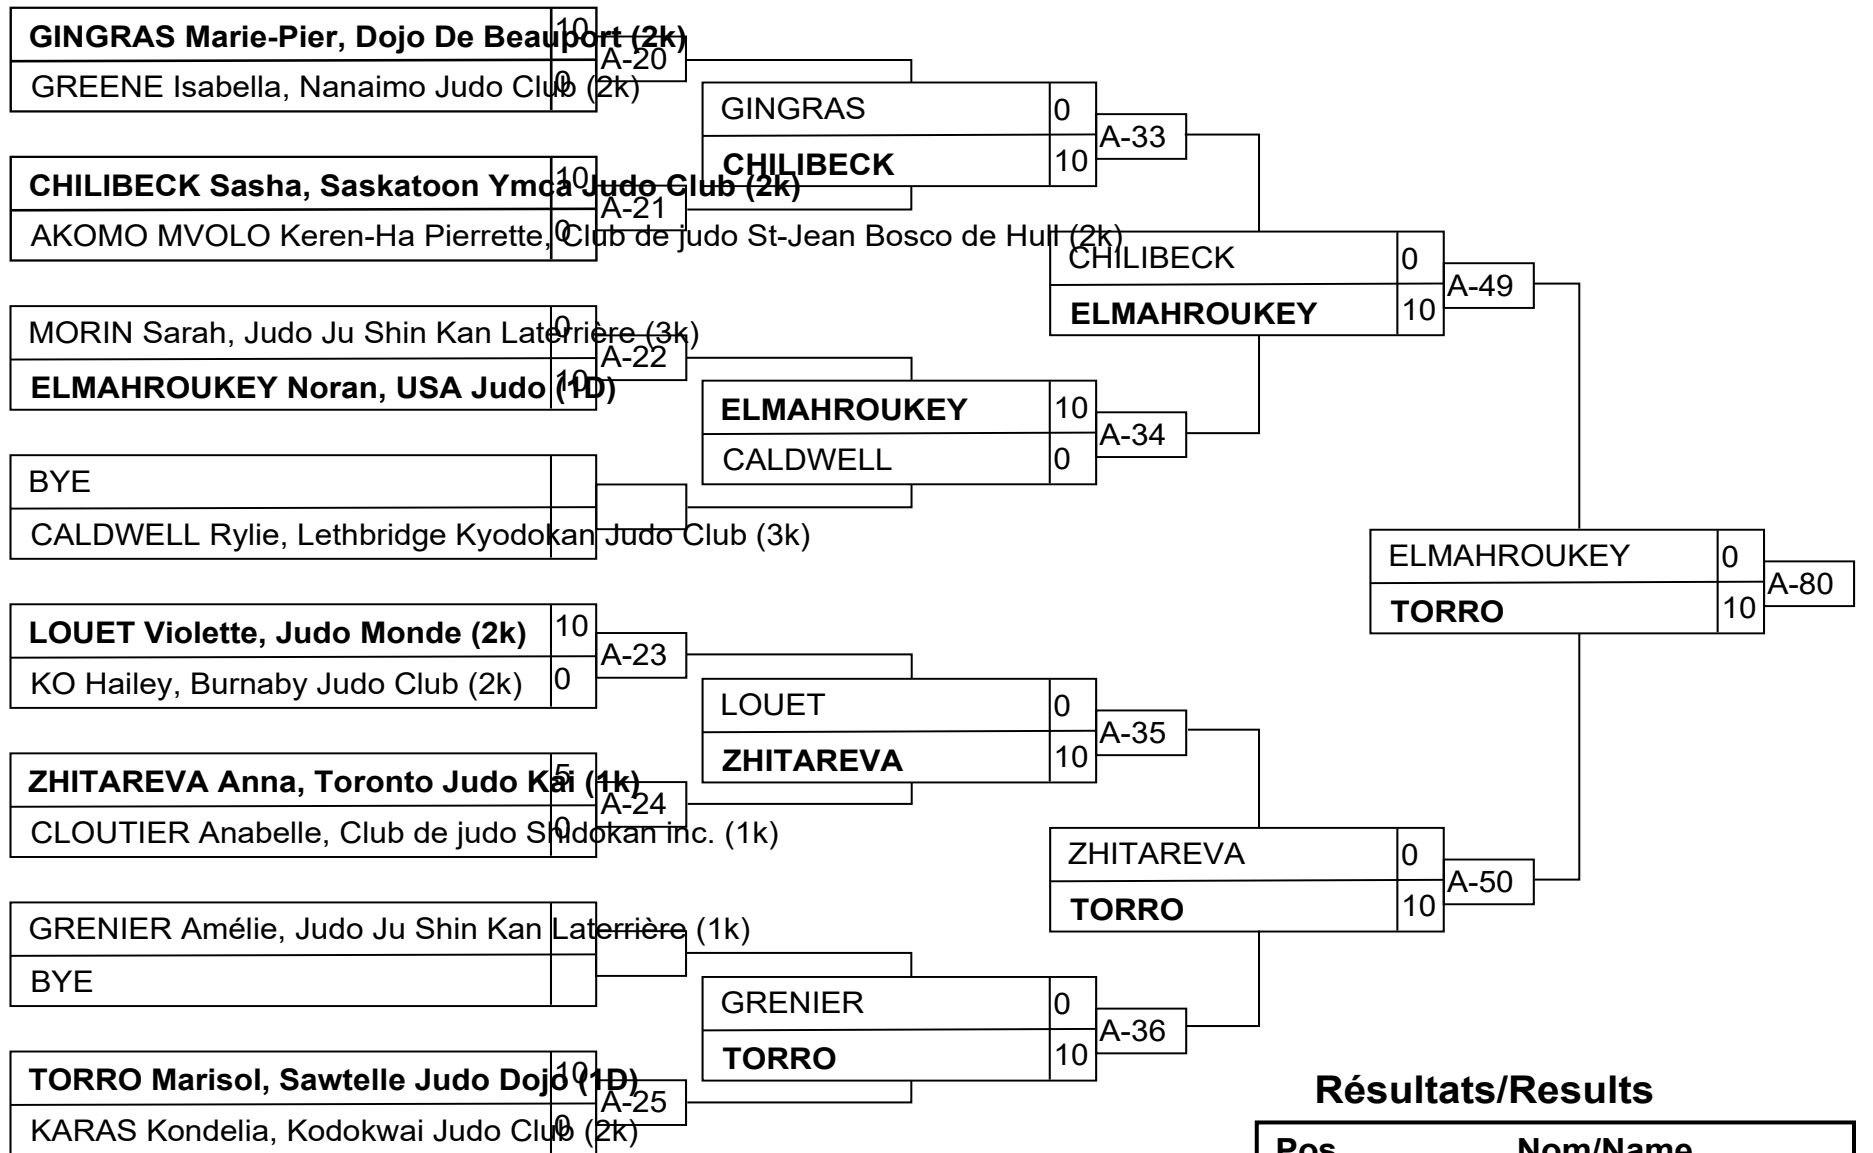 GINGRAS Marie-Pier, Dojo De Beauport (2k) 10
GREENE Isabella, Nanaimo Judo Club (2k) 0
A-20
CHILIBECK Sasha, Saskatoon Ymca Judo Club (2k) 10
AKOMO MVOLO Keren-Ha Pierrette, Club de judo St-Jean Bosco de Hull (2k) 0
A-21
MORIN Sarah, Judo Ju Shin Kan Laterrière (3k) 0
ELMAHROUKEY Noran, USA Judo (1D) 10
A-22
BYE
CALDWELL Rylie, Lethbridge Kyodokan Judo Club (3k)
LOUET Violette, Judo Monde (2k) 10
KO Hailey, Burnaby Judo Club (2k) 0
A-23
ZHITAREVA Anna, Toronto Judo Kai (1k) 5
CLOUTIER Anabelle, Club de judo Shidokan inc. (1k) 0
A-24
GRENIER Amélie, Judo Ju Shin Kan Laterrière (1k)
BYE
TORRO Marisol, Sawtelle Judo Dojo (1D) 10
KARAS Kondelia, Kodokwai Judo Club (2k) 0
A-25
GINGRAS 0
CHILIBECK 10
A-33
ELMAHROUKEY 10
CALDWELL 0
A-34
LOUET 0
ZHITAREVA 10
A-35
GRENIER 0
TORRO 10
A-36
CHILIBECK 0
ELMAHROUKEY 10
A-49
ZHITAREVA 0
TORRO 10
A-50
ELMAHROUKEY 0
TORRO 10
A-80
Résultats/Results
Pos Nom/Name